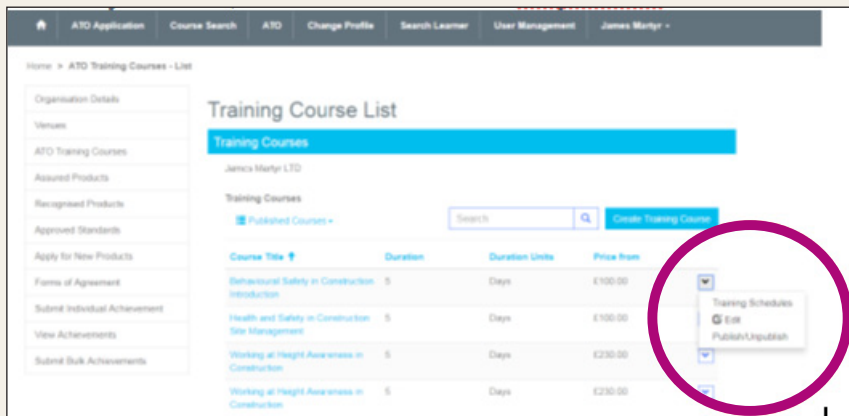 ATO Application Course Search ATO Change Profile Search Learner User Management James Martyr
Home > ATO Training Courses - List
Organisation Details
Venues
ATO Training Courses
Assured Products
Recognised Products
Approved Standards
Apply for New Products
Forms of Agreement
Submit Individual Achievement
View Achievements
Submit Bulk Achievements
Training Course List
Training Courses
James Martyr LTD
Training Courses
Published Courses
Search
Create Training Course
Course Title Duration Duration Units Price from
Behavioural Safety in Construction 5 Days £100.00
Introduction
Health and Safety in Construction 5 Days £100.00
Site Management
Working at Height Awareness in 5 Days £230.00
Construction
Working at Height Awareness in 5 Days £230.00
Construction
Training Schedules
Edit
Publish/Unpublish